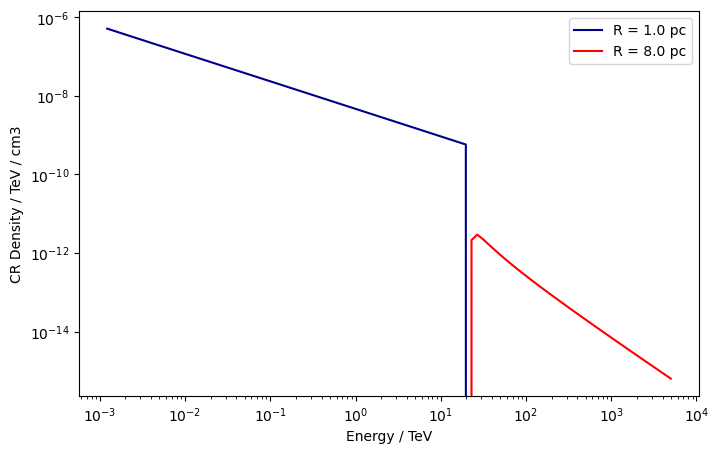 R = 1.0 pc
R = 8.0 pc
CR Density / TeV / cm3
10⁻⁶
10⁻⁸
10⁻¹⁰
10⁻¹²
10⁻¹⁴
10⁻³ 10⁻² 10⁻¹ 10⁰ 10¹ 10² 10³ 10⁴
Energy / TeV